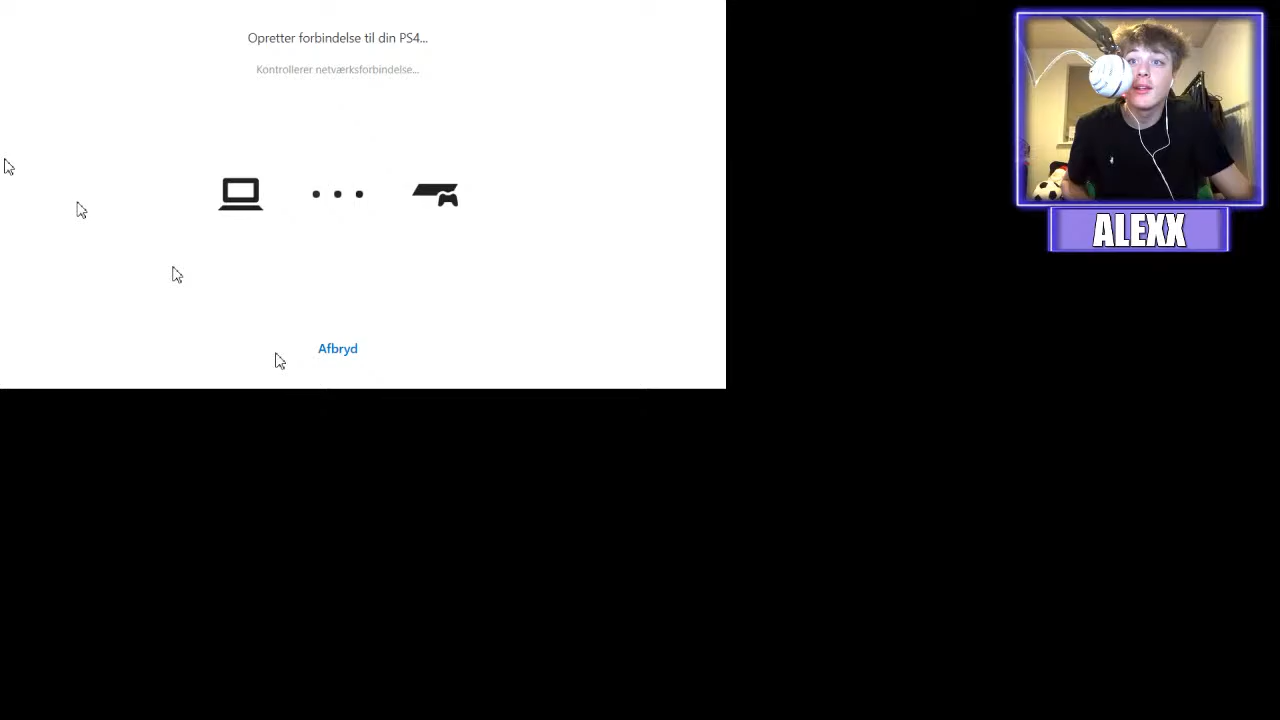 Opretter forbindelse til din PS4...
Kontrollerer netværksforbindelse...
Afbryd
ALEXX